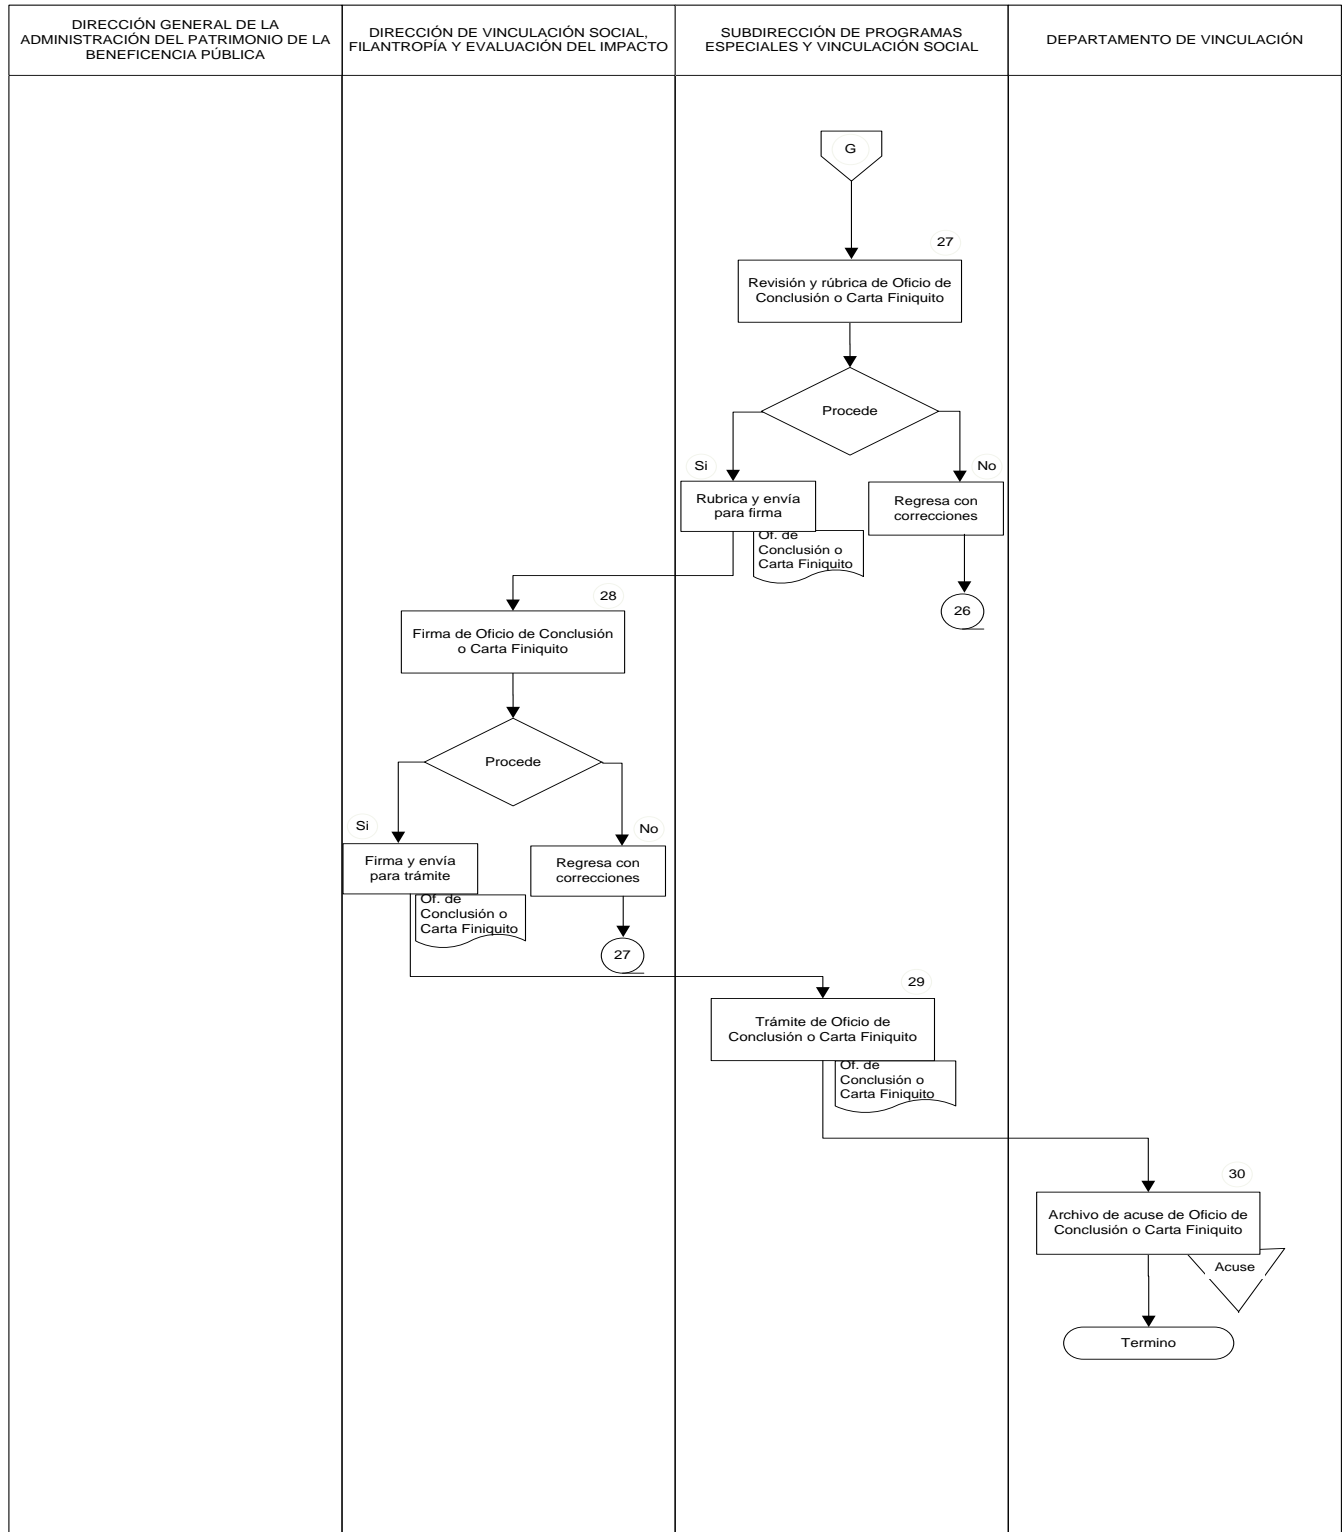 DIRECCIÓN GENERAL DE LA
ADMINISTRACIÓN DEL PATRIMONIO DE LA
BENEFICENCIA PÚBLICA
DIRECCIÓN DE VINCULACIÓN SOCIAL,
FILANTROPÍA Y EVALUACIÓN DEL IMPACTO
SUBDIRECCIÓN DE PROGRAMAS
ESPECIALES Y VINCULACIÓN SOCIAL
DEPARTAMENTO DE VINCULACIÓN
G
27
Revisión y rúbrica de Oficio de
Conclusión o Carta Finiquito
Procede
Si
No
Rubrica y envía
para firma
Regresa con
correcciones
Of. de
Conclusión o
Carta Finiquito
26
28
Firma de Oficio de Conclusión
o Carta Finiquito
Procede
Si
No
Firma y envía
para trámite
Regresa con
correcciones
Of. de
Conclusión o
Carta Finiquito
27
29
Trámite de Oficio de
Conclusión o Carta Finiquito
Of. de
Conclusión o
Carta Finiquito
30
Archivo de acuse de Oficio de
Conclusión o Carta Finiquito
Acuse
Termino